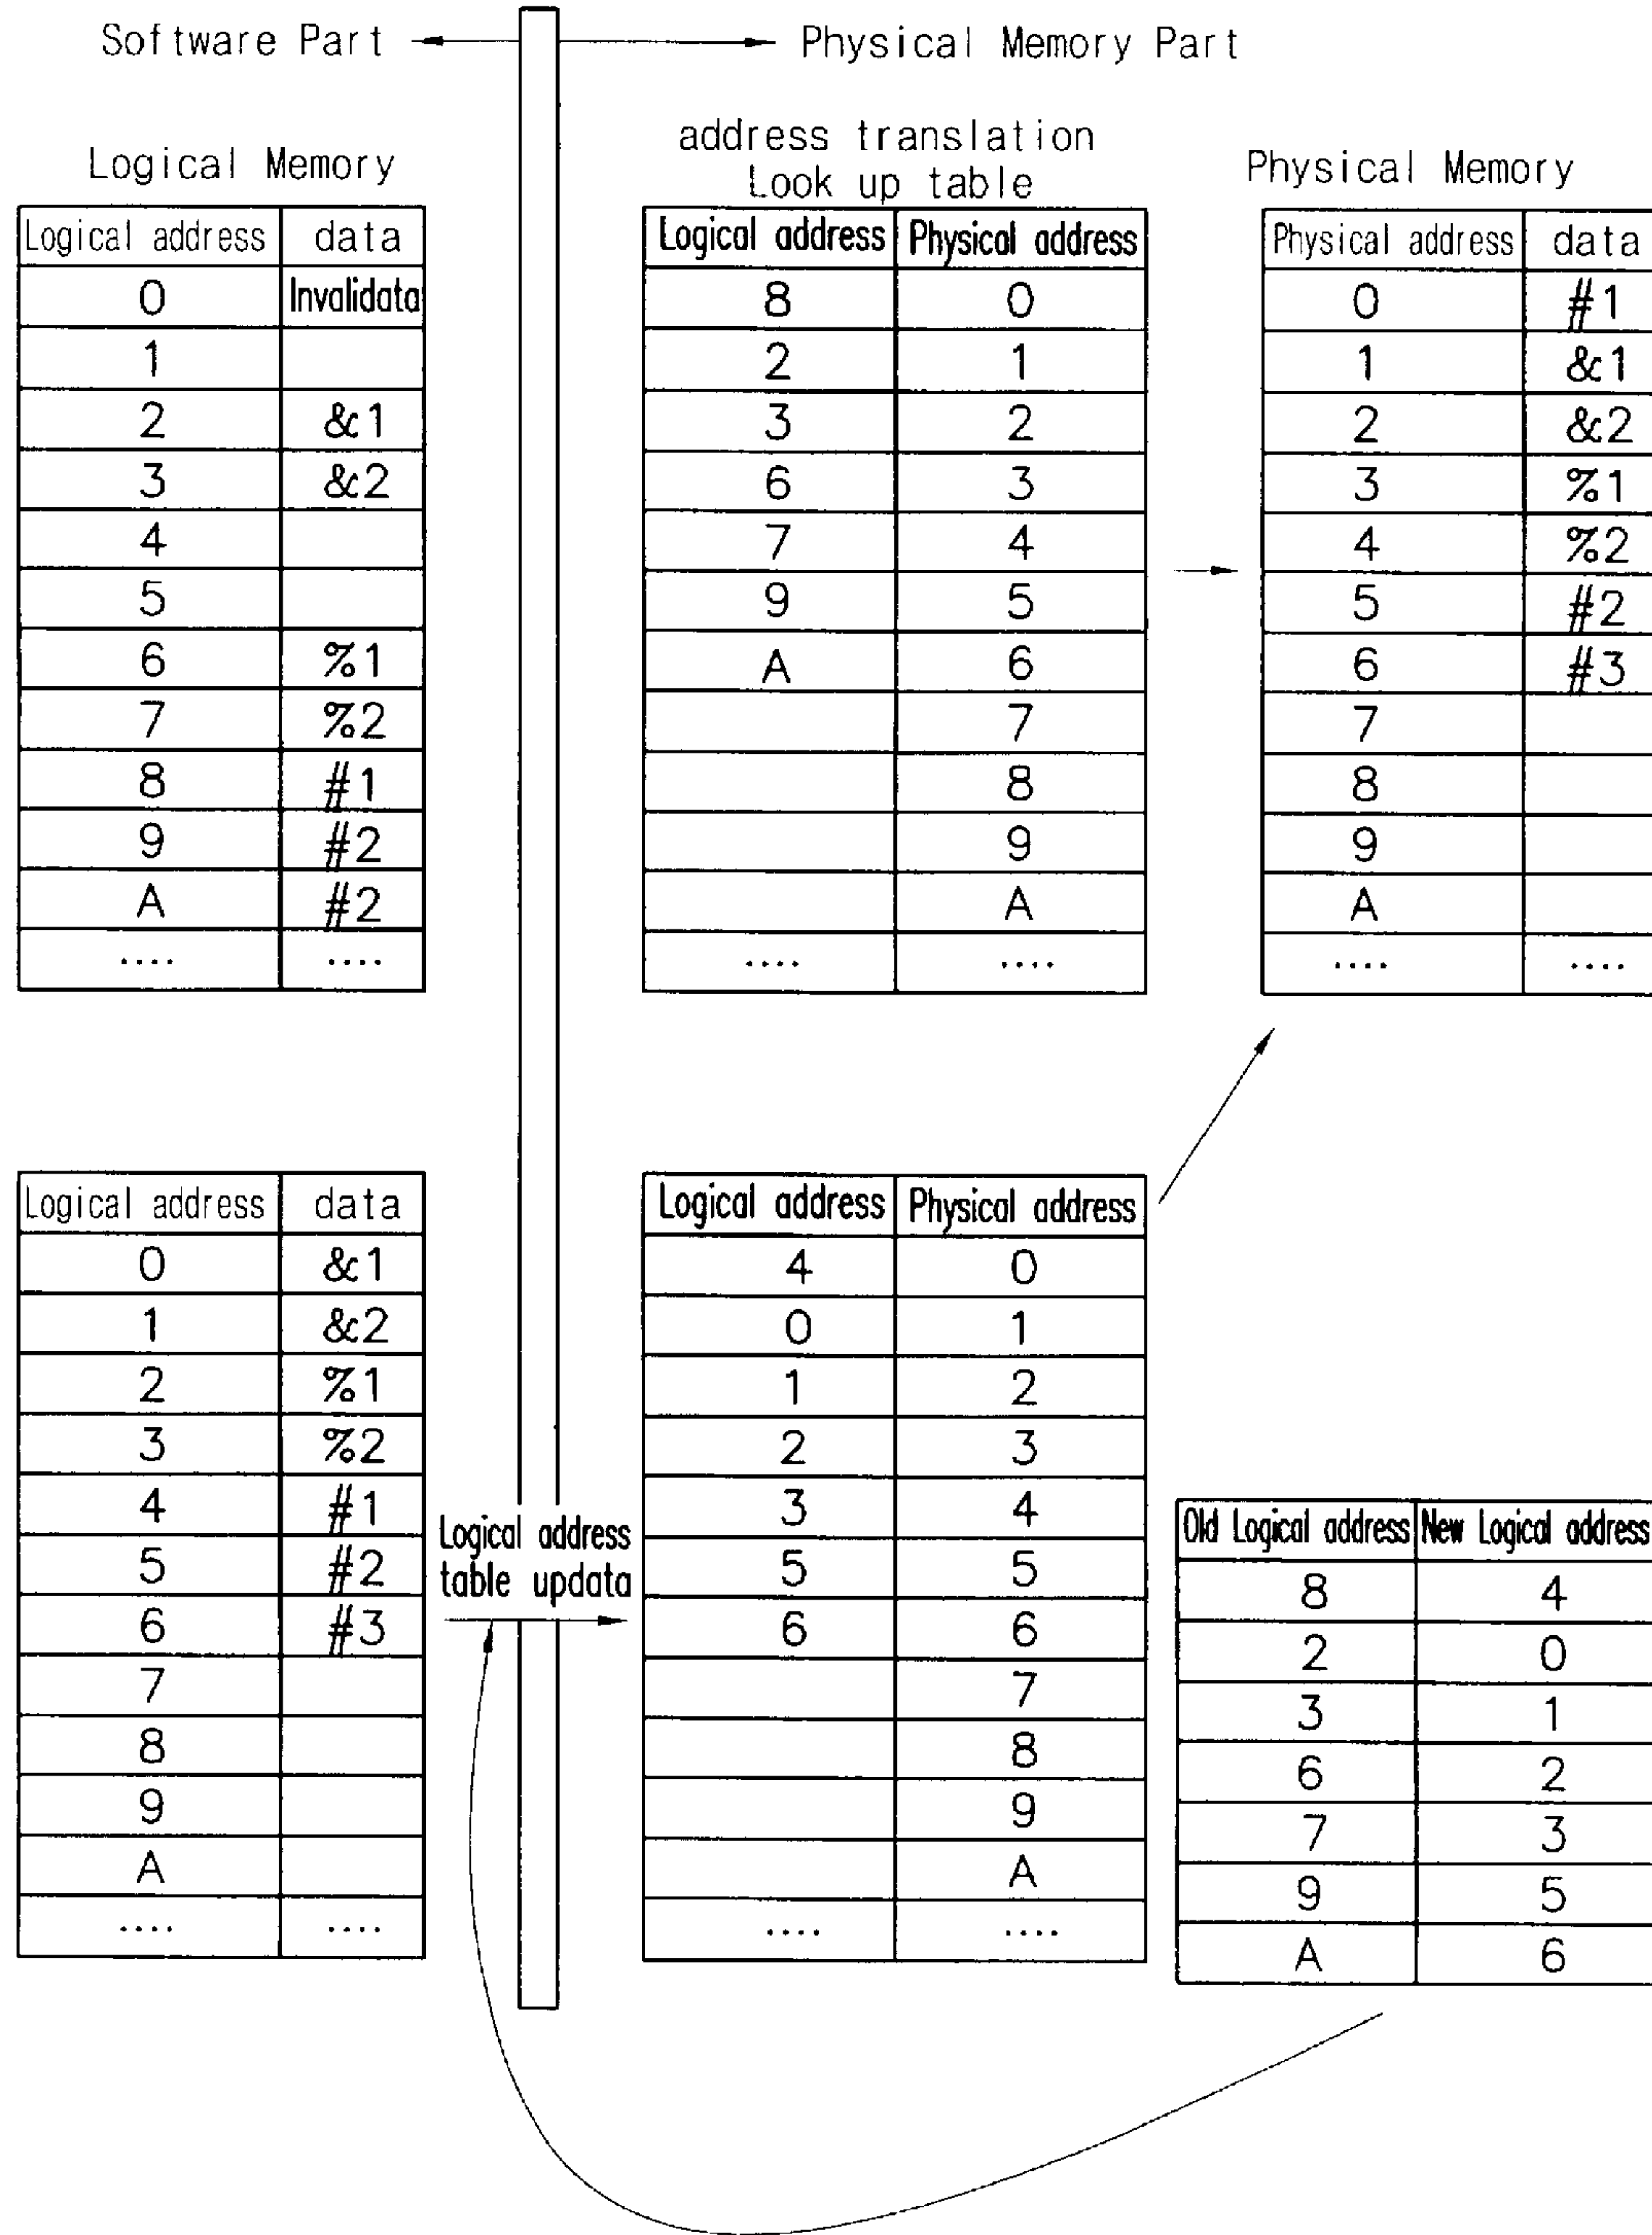 Software Part
Physical Memory Part
Logical Memory
Logical address data
0 Invalidata
1
2 &1
3 &2
4
5
6 %1
7 %2
8 #1
9 #2
A #2
.... ....
address translation
Look up table
Logical address Physical address
8 0
2 1
3 2
6 3
7 4
9 5
A 6
7
8
9
A
.... ....
Physical Memory
Physical address data
0 #1
1 &1
2 &2
3 %1
4 %2
5 #2
6 #3
7
8
9
A
.... ....
Logical address data
0 &1
1 &2
2 %1
3 %2
4 #1
5 #2
6 #3
7
8
9
A
.... ....
Logical address
table updata
Logical address Physical address
4 0
0 1
1 2
2 3
3 4
5 5
6 6
7
8
9
A
.... ....
Old Logical address New Logical address
8 4
2 0
3 1
6 2
7 3
9 5
A 6